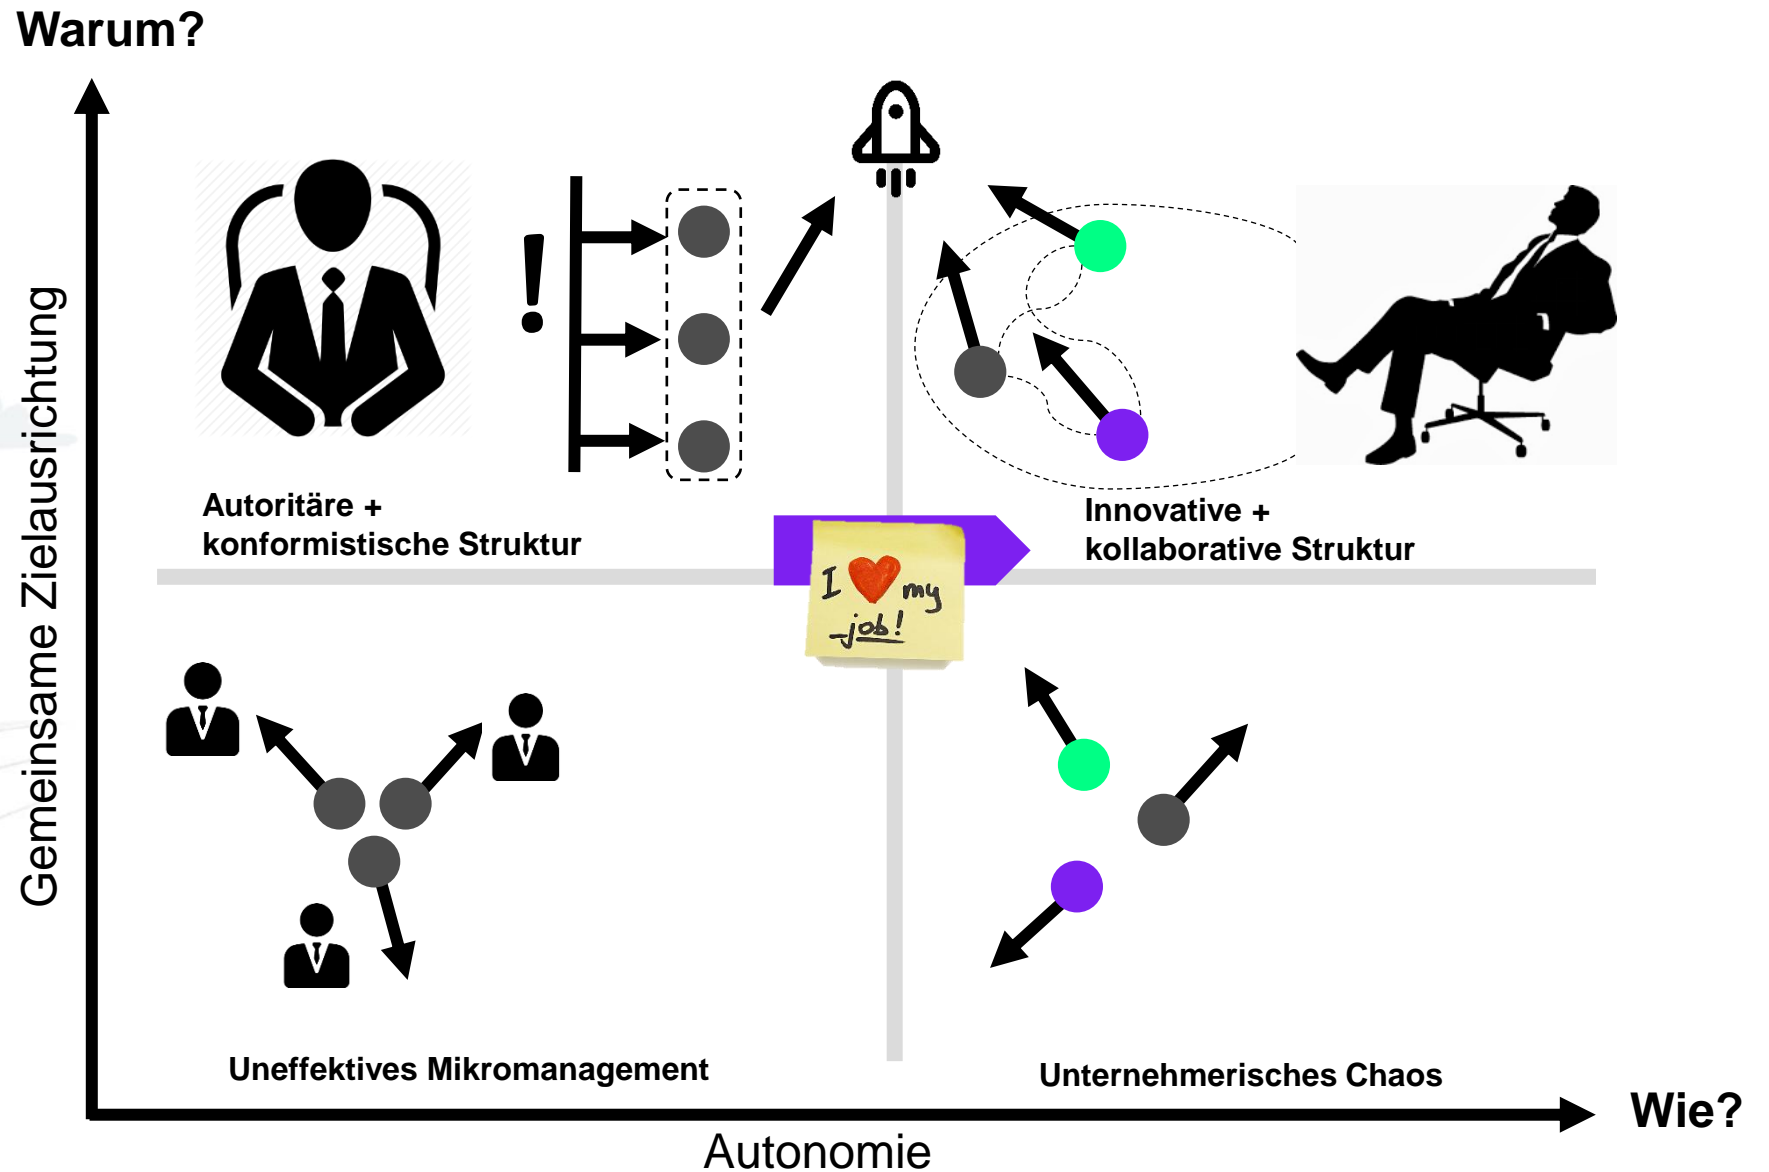 Warum?
Gemeinsame Zielausrichtung
!
Autoritäre +
konformistische Struktur
Innovative +
kollaborative Struktur
I ❤ my
job!
Uneffektives Mikromanagement
Unternehmerisches Chaos
Wie?
Autonomie